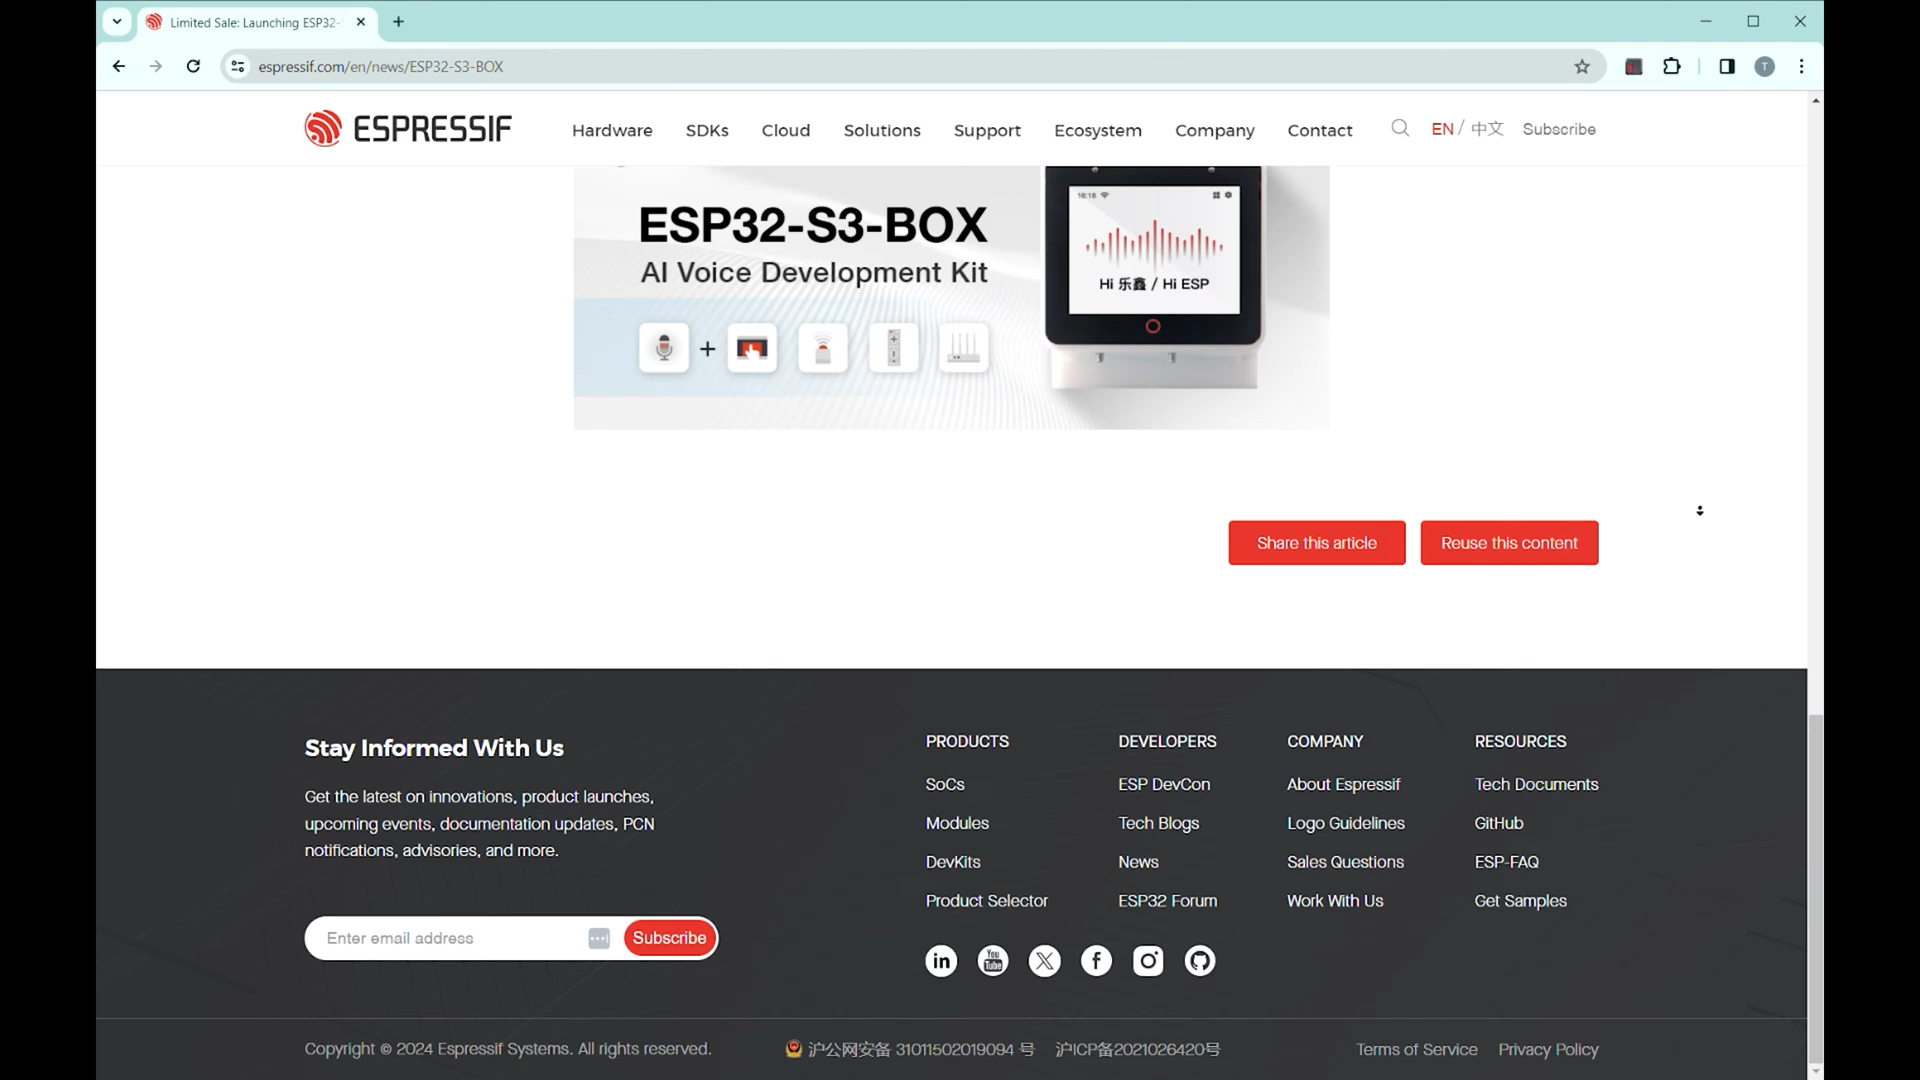 Limited Sale: Launching ESP32-
espressif.com/en/news/ESP32-S3-BOX
T
ESPRESSIF
Hardware SDKs Cloud Solutions Support Ecosystem Company Contact EN / 中文 Subscribe
ESP32-S3-BOX
AI Voice Development Kit
16:18
Hi 乐鑫 / Hi ESP
Share this article Reuse this content
Stay Informed With Us
Get the latest on innovations, product launches,
upcoming events, documentation updates, PCN
notifications, advisories, and more.
Enter email address Subscribe
PRODUCTS
SoCs
Modules
DevKits
Product Selector
DEVELOPERS
ESP DevCon
Tech Blogs
News
ESP32 Forum
COMPANY
About Espressif
Logo Guidelines
Sales Questions
Work With Us
RESOURCES
Tech Documents
GitHub
ESP-FAQ
Get Samples
in You Tube X f
Copyright © 2024 Espressif Systems. All rights reserved. 沪公网安备 31011502019094 号 沪ICP备2021026420号 Terms of Service Privacy Policy